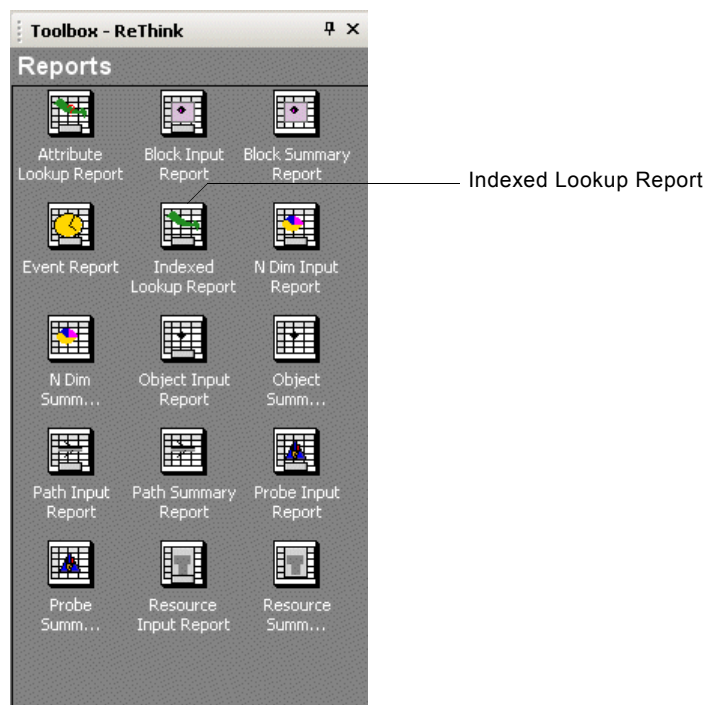 Toolbox - ReThink
Reports
Attribute Lookup Report
Block Input Report
Block Summary Report
Indexed Lookup Report
Event Report
Indexed Lookup Report
N Dim Input Report
N Dim Summ...
Object Input Report
Object Summ...
Path Input Report
Path Summary Report
Probe Input Report
Probe Summ...
Resource Input Report
Resource Summ...